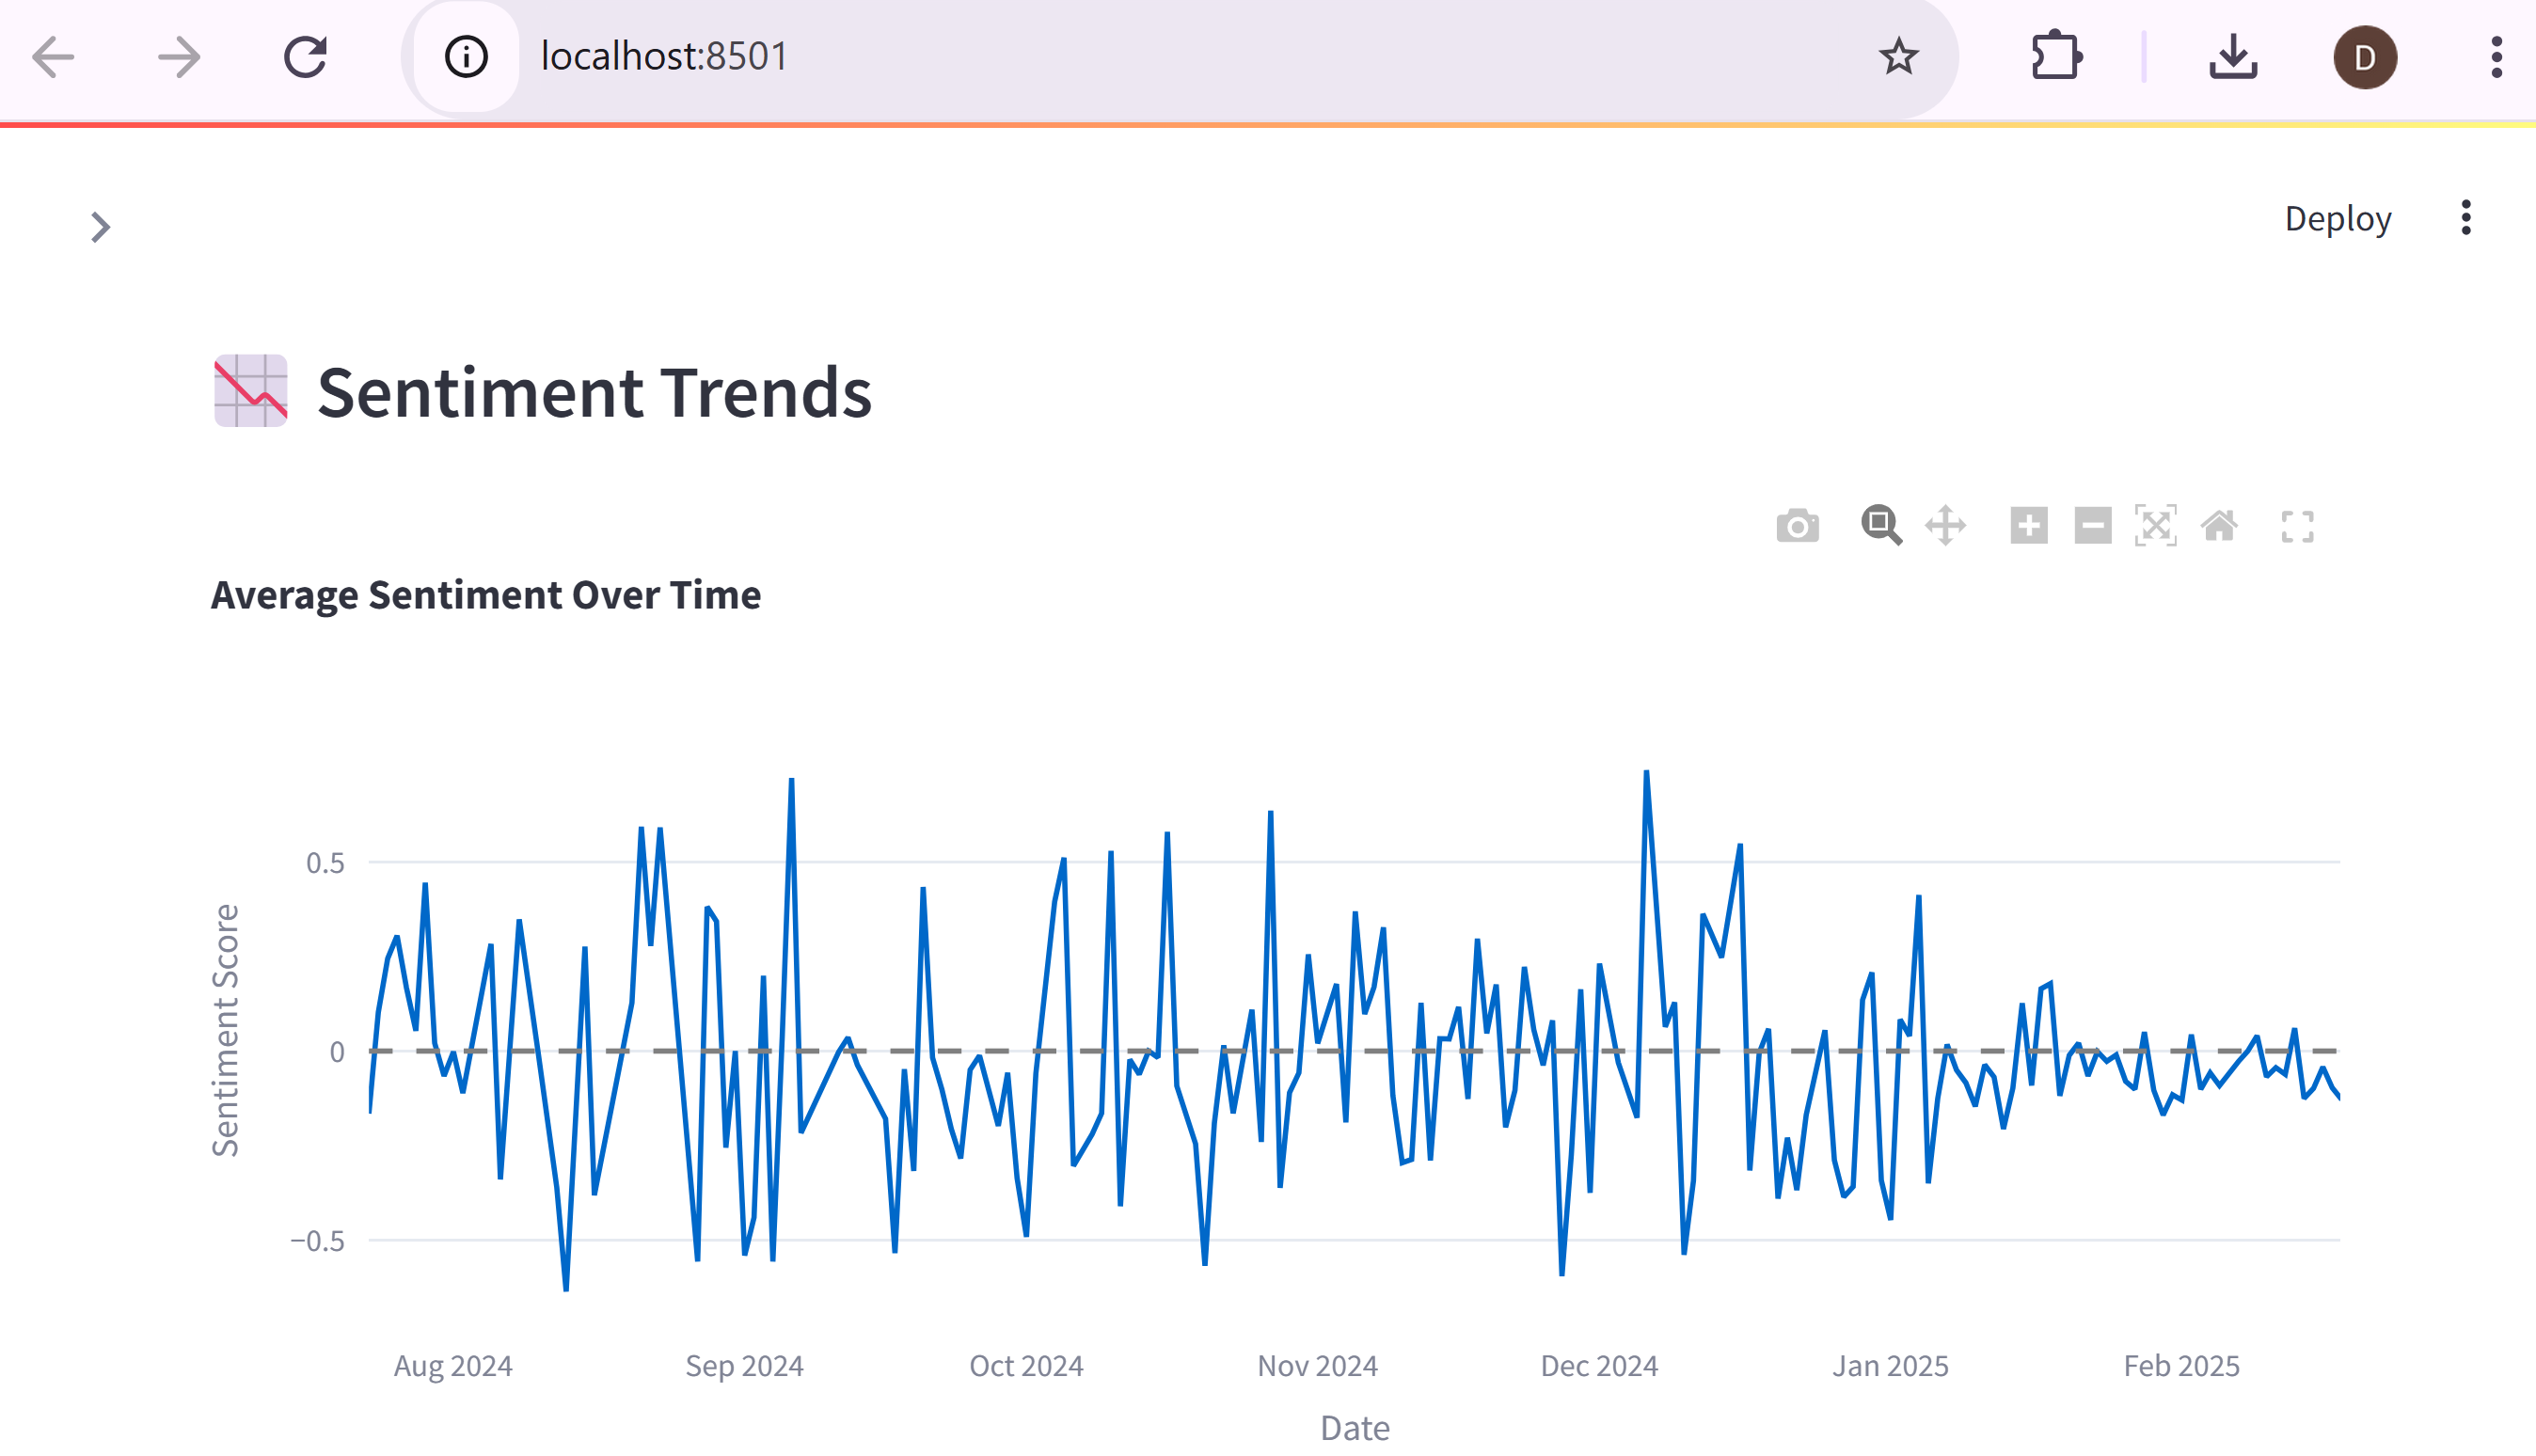 localhost:8501
D
Deploy
Sentiment Trends
Average Sentiment Over Time
Sentiment Score
0.5
0
−0.5
Aug 2024
Sep 2024
Oct 2024
Nov 2024
Dec 2024
Jan 2025
Feb 2025
Date